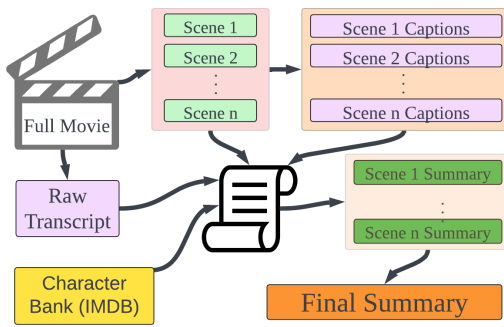 Full Movie
Scene 1
Scene 2
Scene n
Scene 1 Captions
Scene 2 Captions
Scene n Captions
Raw
Transcript
Character
Bank (IMDB)
Scene 1 Summary
Scene n Summary
Final Summary